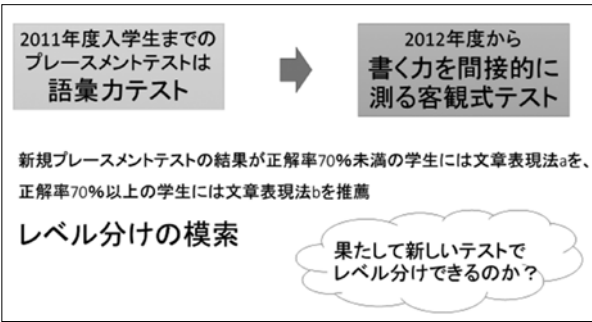 2011年度入学生までの
プレースメントテストは
語彙力テスト
2012年度から
書く力を間接的に
測る客観式テスト
新規プレースメントテストの結果が正解率70%未満の学生には文章表現法aを、
正解率70%以上の学生には文章表現法bを推薦
レベル分けの模索
果たして新しいテストで
レベル分けできるのか？